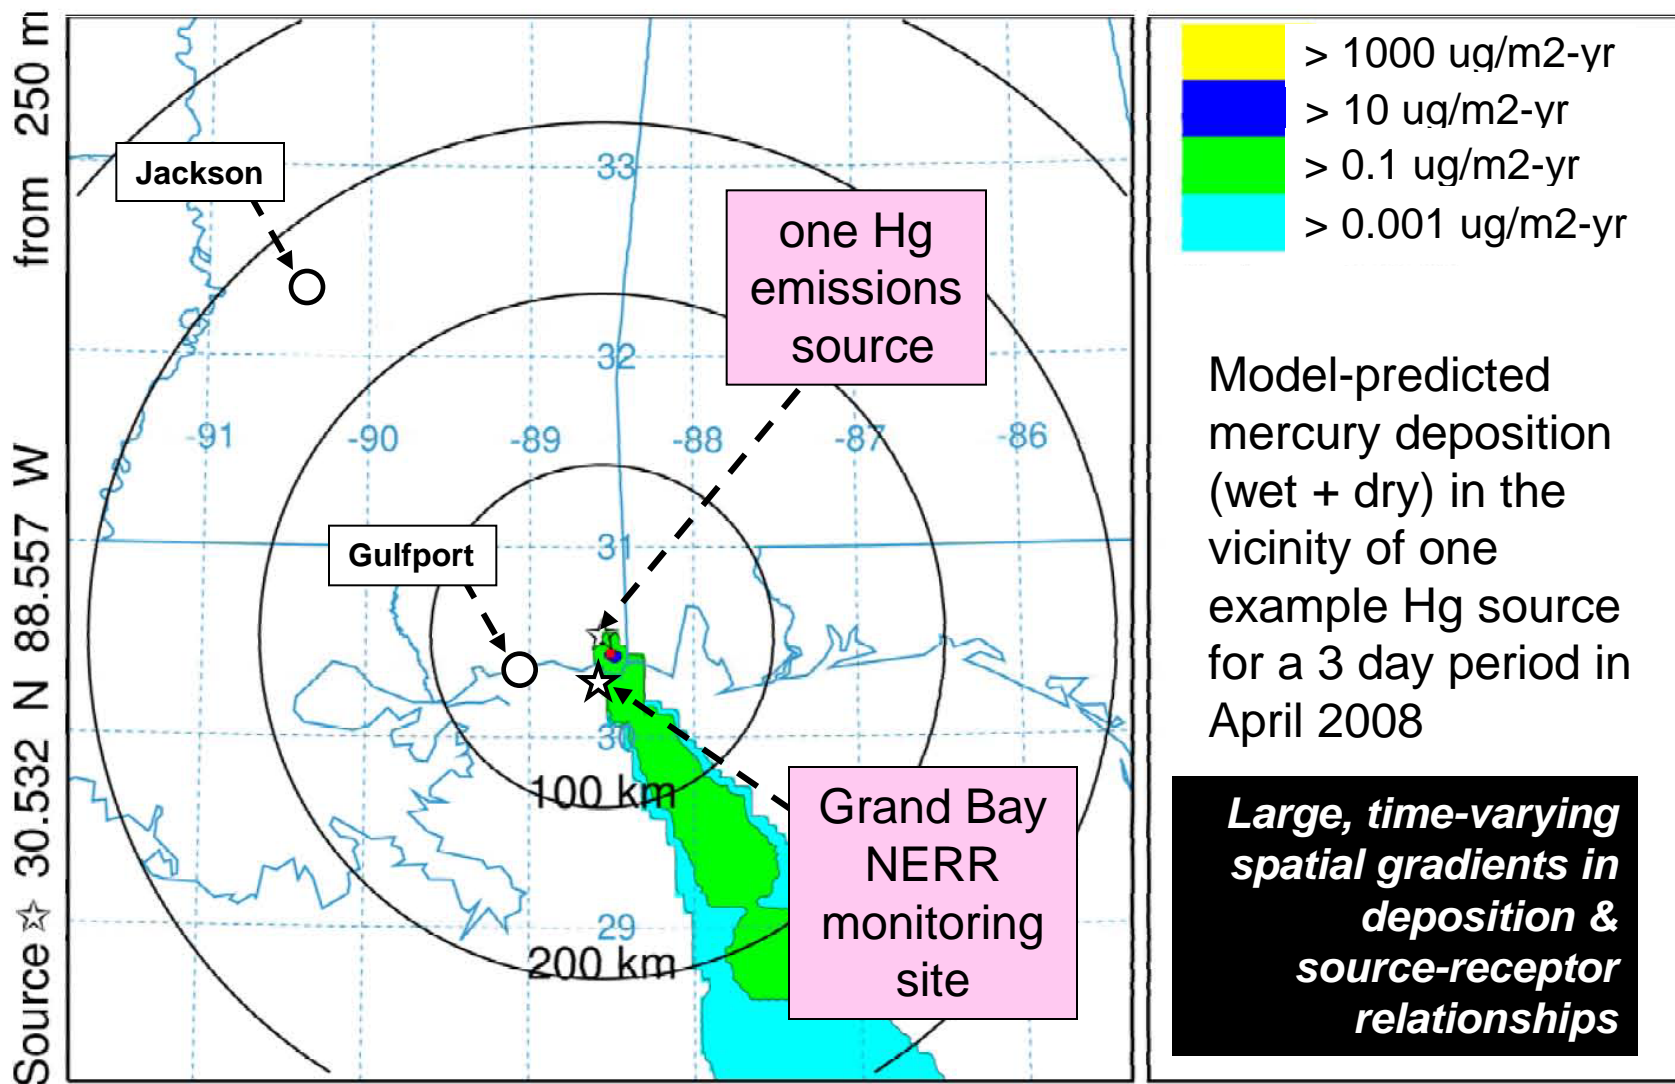 Source ☆ 30.532 N 88.557 W from 250 m
Jackson
33
one Hg
emissions
source
32
-91
-90
-89
-88
-87
-86
Gulfport
31
30
100 km
Grand Bay
NERR
monitoring
site
29
200 km
> 1000 ug/m2-yr
> 10 ug/m2-yr
> 0.1 ug/m2-yr
> 0.001 ug/m2-yr
Model-predicted
mercury deposition
(wet + dry) in the
vicinity of one
example Hg source
for a 3 day period in
April 2008
Large, time-varying
spatial gradients in
deposition &
source-receptor
relationships